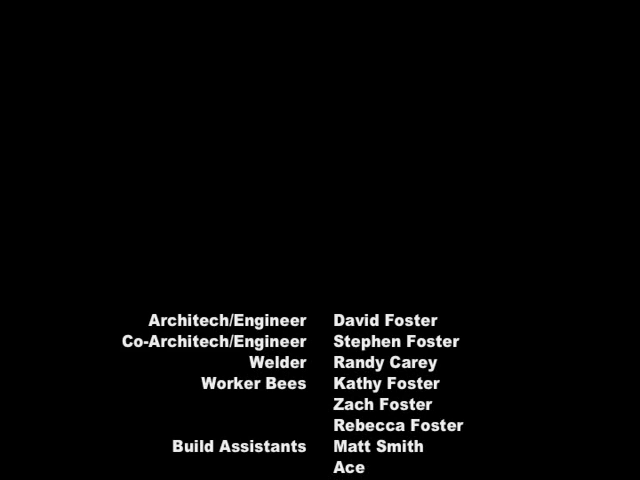 Architech/Engineer David Foster
Co-Architech/Engineer Stephen Foster
Welder Randy Carey
Worker Bees Kathy Foster
Zach Foster
Rebecca Foster
Build Assistants Matt Smith
Ace